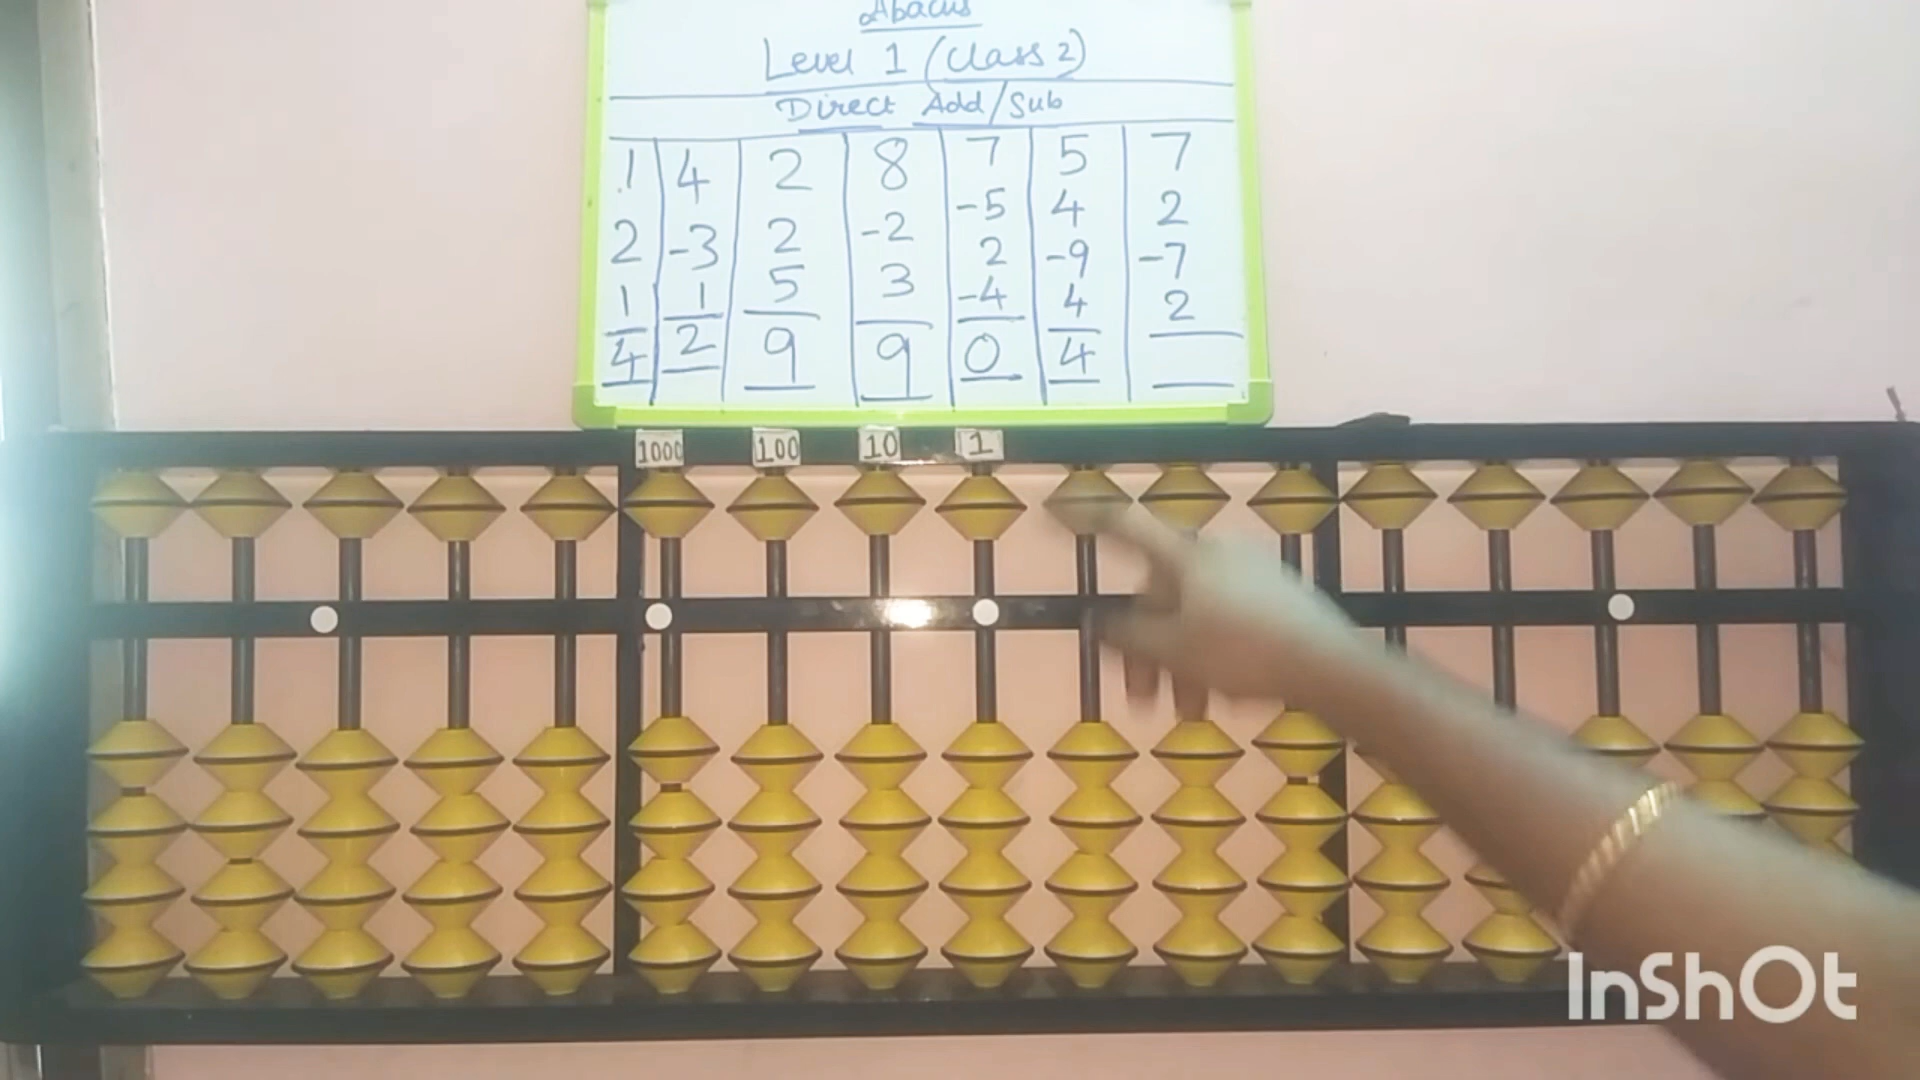 Abacus
Level 1 (Class 2)
Direct Add/Sub
1 4 2 8 7 5 7
-5 4 2
2 -3 2 -2 2 -9 -7
1 1 5 3 -4 4 2
4 2 9 9 0 4
1000 100 10 1
InShOt